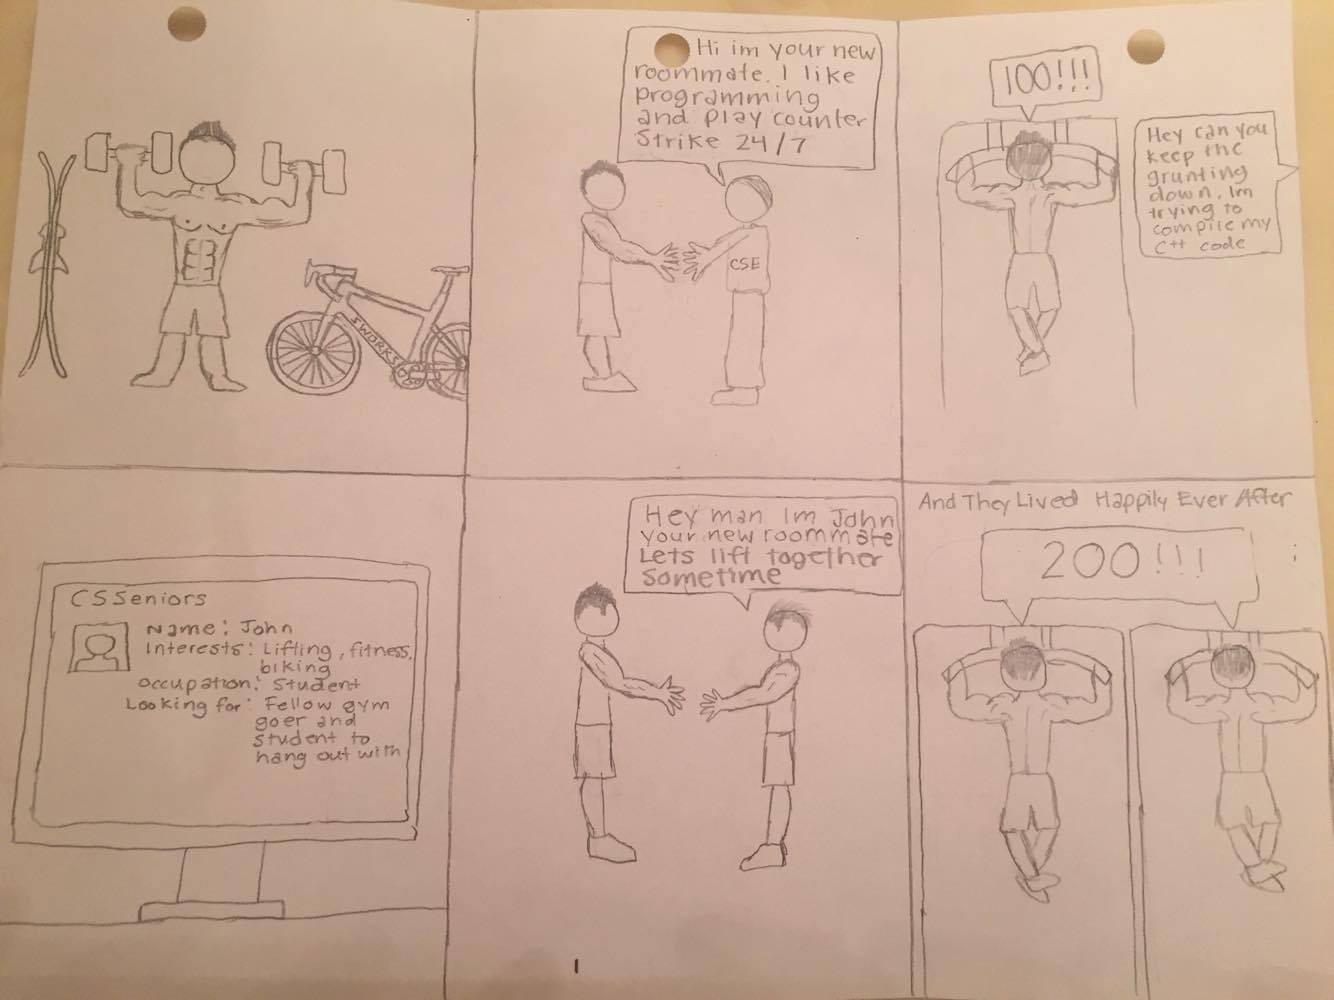 SWORKS
Hi im your new
roommate. I like
programming
and play counter
Strike 24/7
CSE
100!!!
Hey can you
keep the
grunting
down, Im
trying to
compile my
C++ code
CSSeniors
Name: John
Interests: Lifting, fitness,
biking
Occupation: Student
Looking for: Fellow gym
goer and
student to
hang out with
Hey man Im John
your new roommate
Lets lift together
sometime
And They Lived Happily Ever After
200!!!